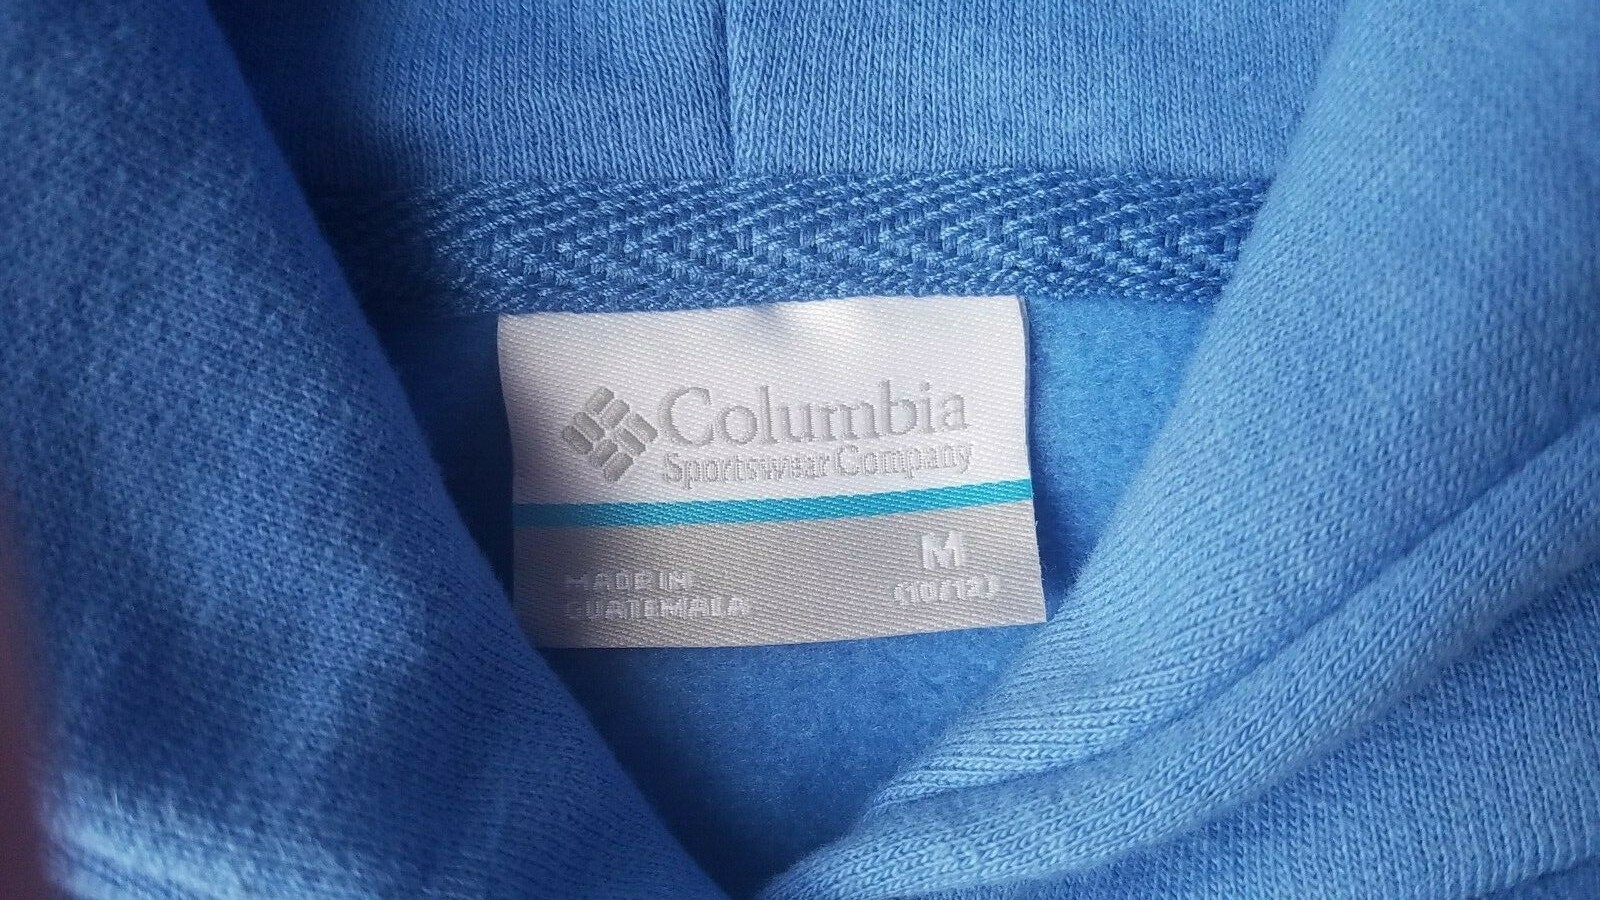 Columbia
Sportswear Company
M
MADE IN
GUATEMALA
(10/12)